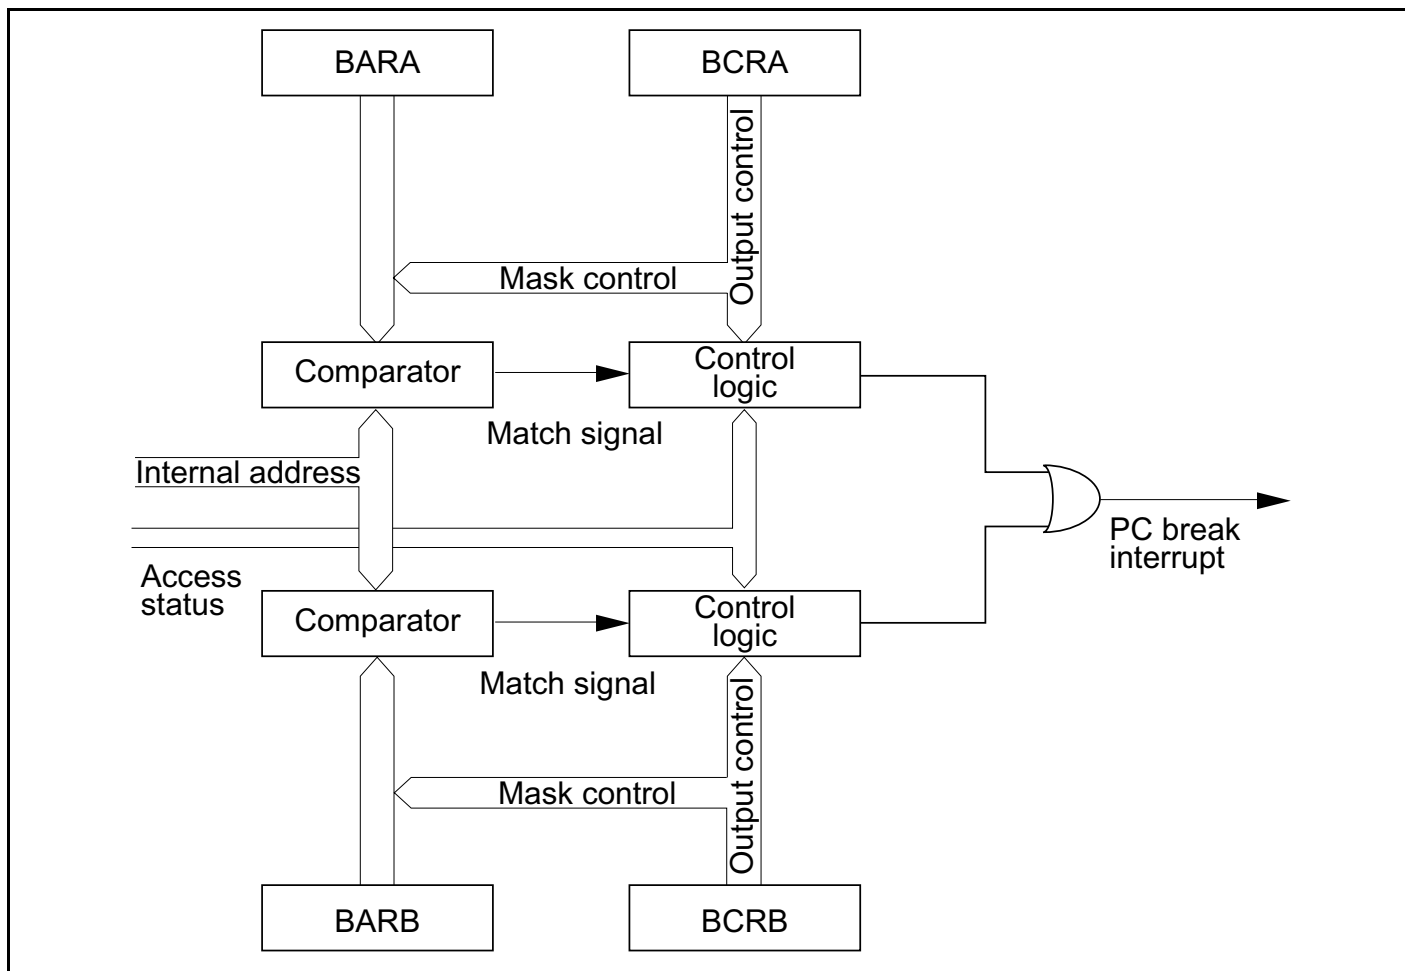 BARA
BCRA
Output control
Mask control
Comparator
Control
logic
Match signal
Internal address
Access
status
PC break
interrupt
Comparator
Control
logic
Match signal
Output control
Mask control
BARB
BCRB